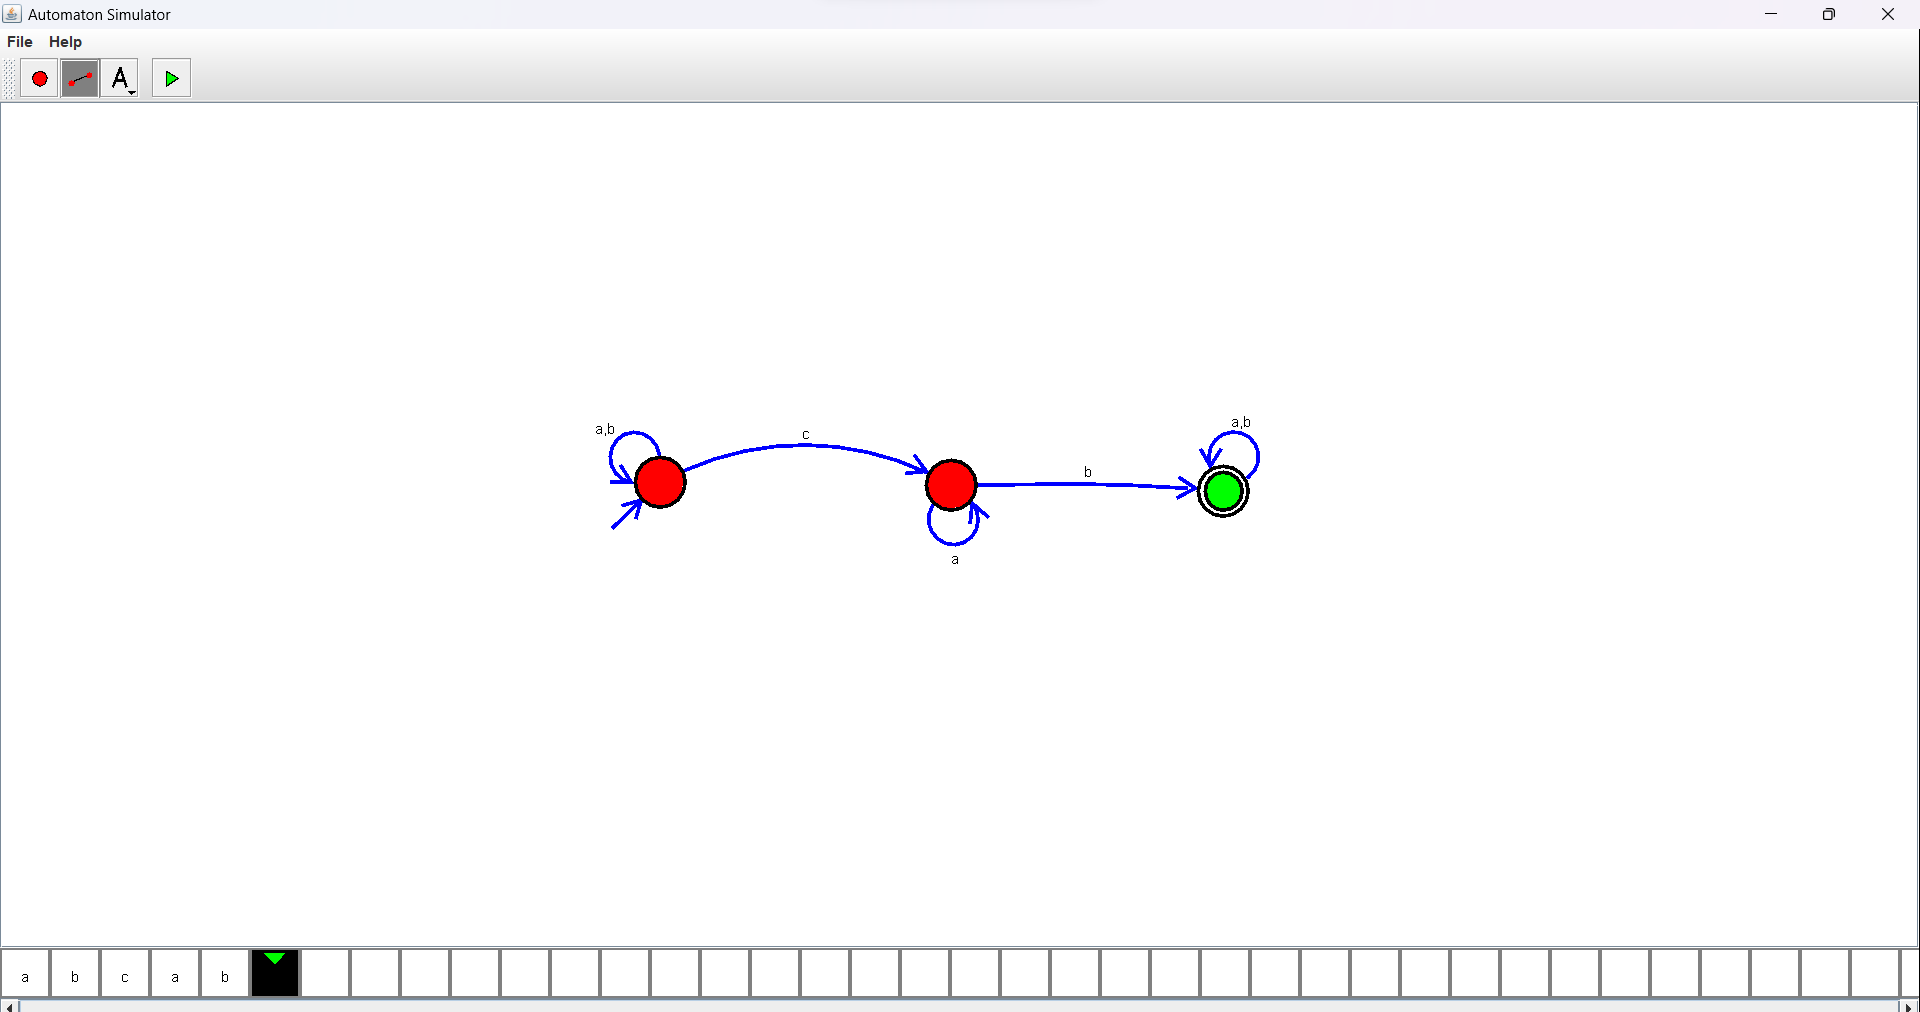 Automaton Simulator
File Help
A
a,b
c
b
a,b
a
a b c a b